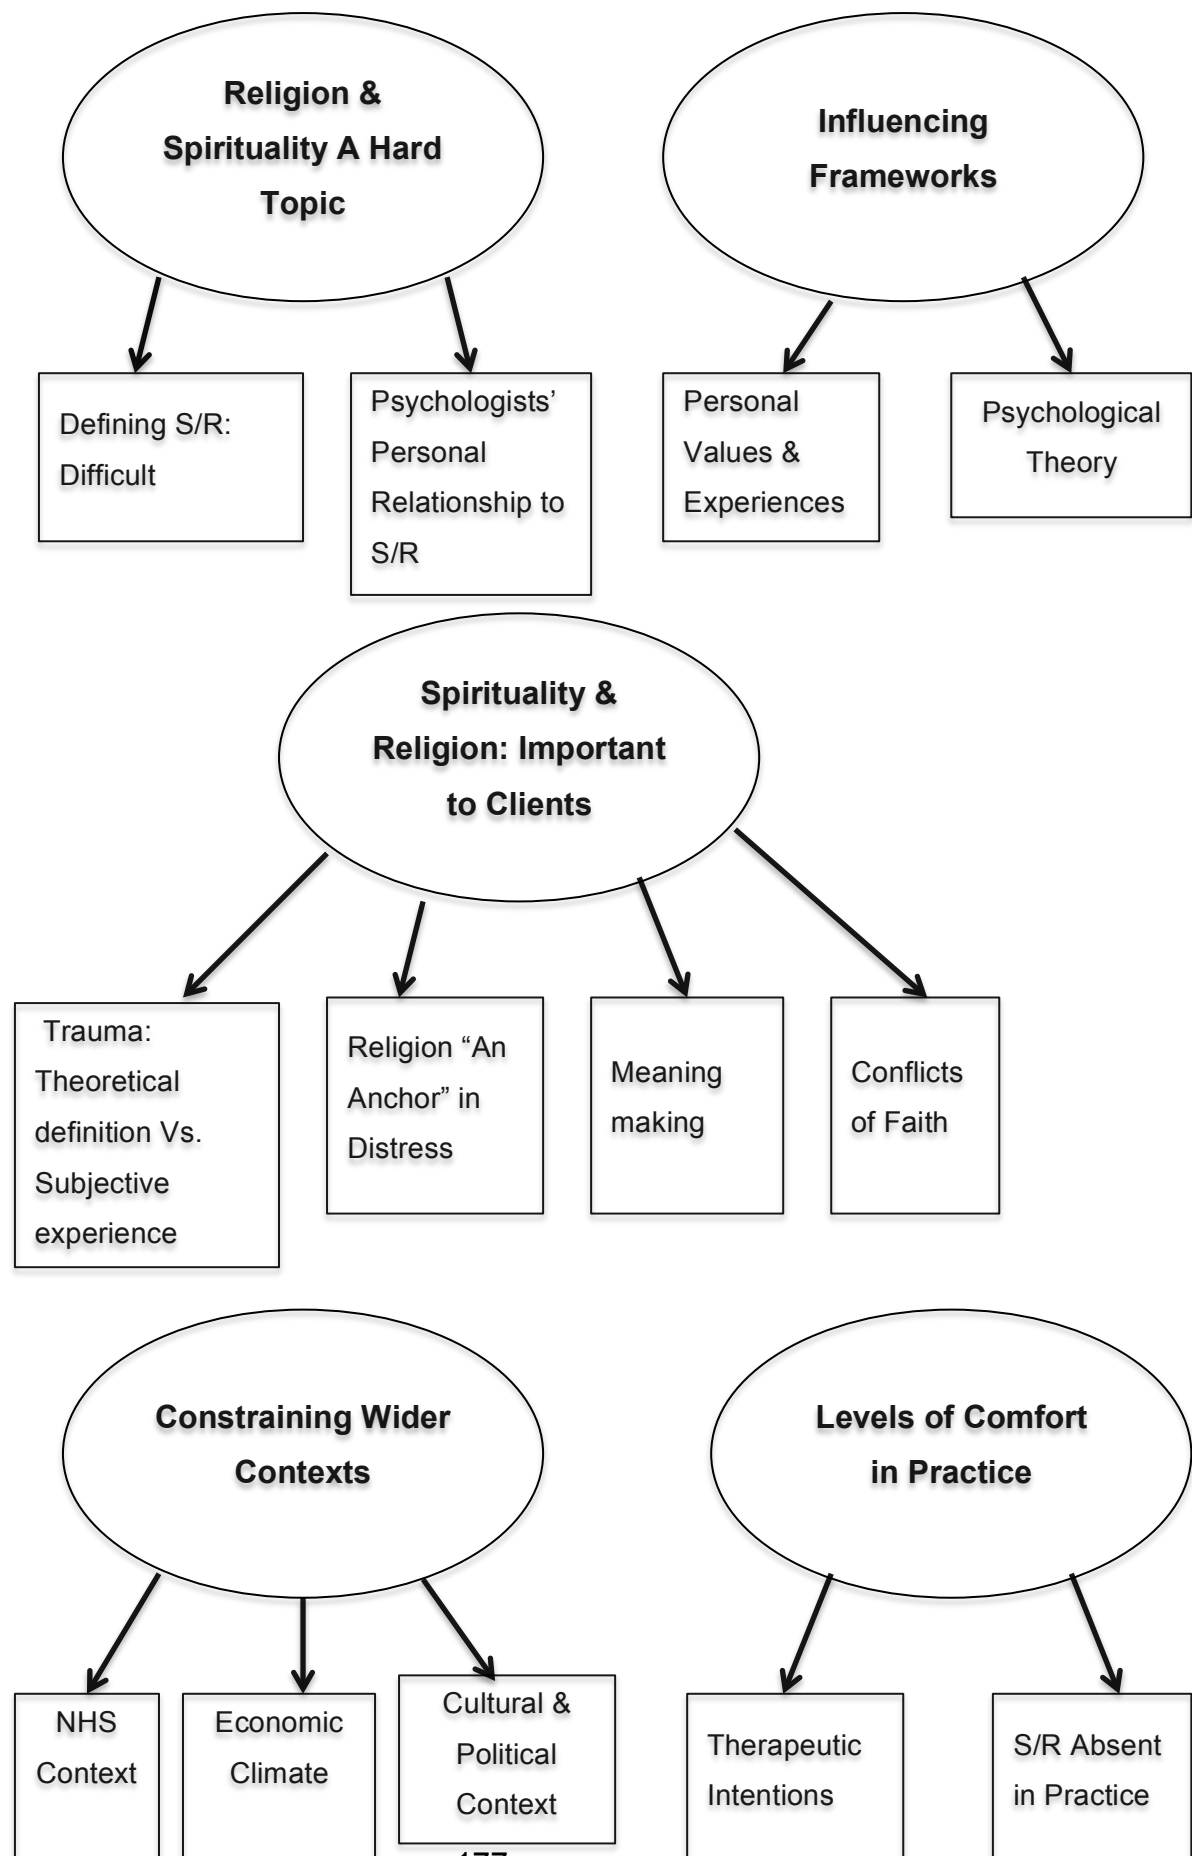 Religion &
Spirituality A Hard
Topic
Influencing
Frameworks
Defining S/R:
Difficult
Psychologists’
Personal
Relationship to
S/R
Personal
Values &
Experiences
Psychological
Theory
Spirituality &
Religion: Important
to Clients
Trauma:
Theoretical
definition Vs.
Subjective
experience
Religion “An
Anchor” in
Distress
Meaning
making
Conflicts
of Faith
Constraining Wider
Contexts
Levels of Comfort
in Practice
NHS
Context
Economic
Climate
Cultural &
Political
Context
Therapeutic
Intentions
S/R Absent
in Practice